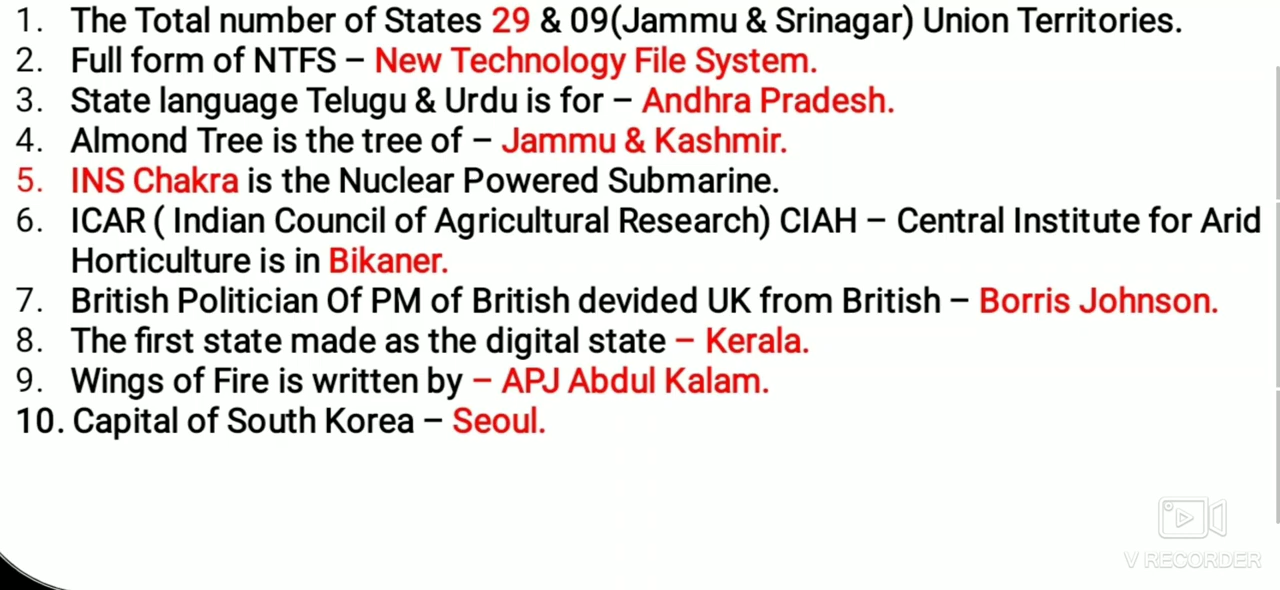 1. The Total number of States 29 & 09(Jammu & Srinagar) Union Territories.
2. Full form of NTFS – New Technology File System.
3. State language Telugu & Urdu is for – Andhra Pradesh.
4. Almond Tree is the tree of – Jammu & Kashmir.
5. INS Chakra is the Nuclear Powered Submarine.
6. ICAR ( Indian Council of Agricultural Research) CIAH – Central Institute for Arid
Horticulture is in Bikaner.
7. British Politician Of PM of British devided UK from British – Borris Johnson.
8. The first state made as the digital state – Kerala.
9. Wings of Fire is written by – APJ Abdul Kalam.
10. Capital of South Korea – Seoul.
V RECORDER